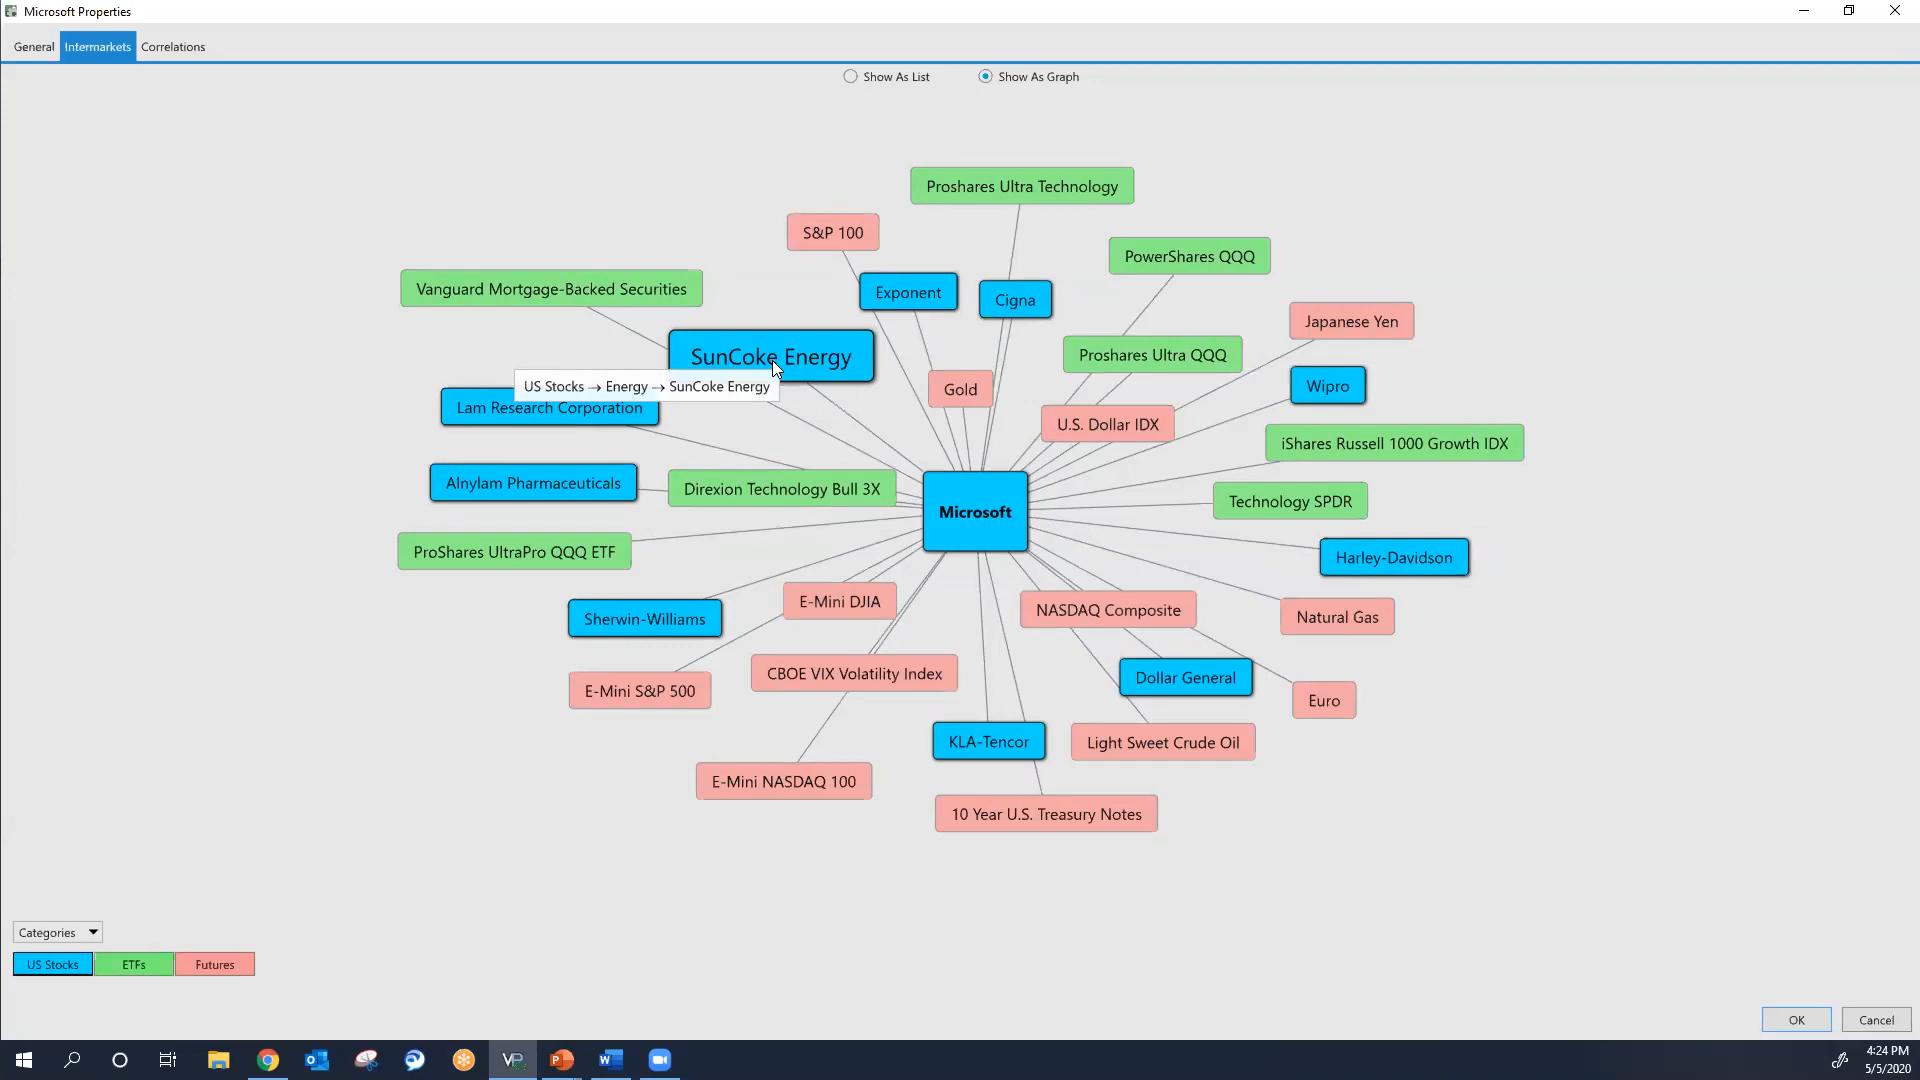 Microsoft Properties
General Intermarkets Correlations
Show As List Show As Graph
Proshares Ultra Technology
S&P 100
PowerShares QQQ
Vanguard Mortgage-Backed Securities
Exponent
Cigna
Japanese Yen
SunCoke Energy
Proshares Ultra QQQ
US Stocks → Energy → SunCoke Energy
Gold
Wipro
Lam Research Corporation
U.S. Dollar IDX
iShares Russell 1000 Growth IDX
Alnylam Pharmaceuticals
Direxion Technology Bull 3X
Technology SPDR
Microsoft
ProShares UltraPro QQQ ETF
Harley-Davidson
E-Mini DJIA
NASDAQ Composite
Sherwin-Williams
Natural Gas
CBOE VIX Volatility Index
Dollar General
E-Mini S&P 500
Euro
KLA-Tencor
Light Sweet Crude Oil
E-Mini NASDAQ 100
10 Year U.S. Treasury Notes
Categories
US Stocks ETFs Futures
OK Cancel
4:24 PM
5/5/2020